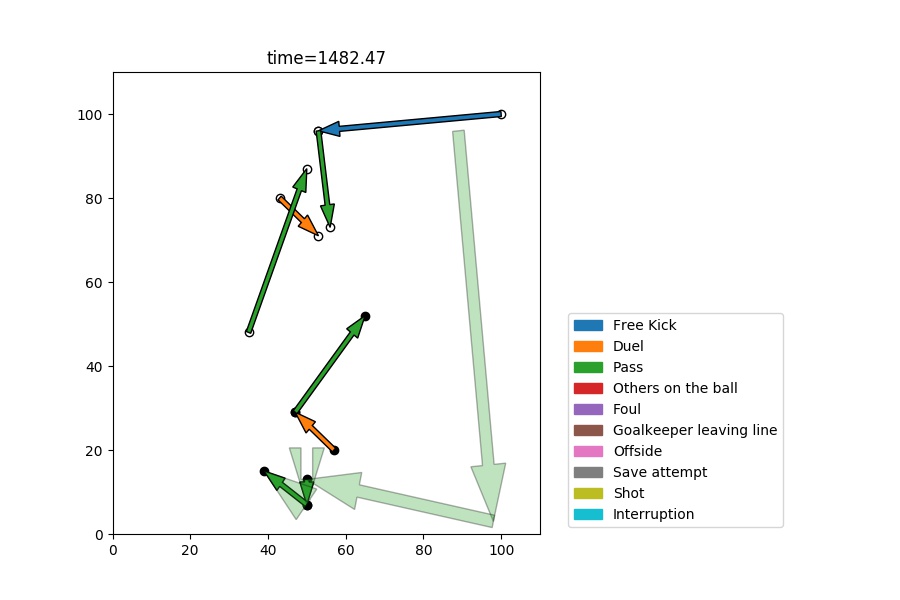 time=1482.47
100
80
60
40
20
0
0 20 40 60 80 100
Free Kick
Duel
Pass
Others on the ball
Foul
Goalkeeper leaving line
Offside
Save attempt
Shot
Interruption